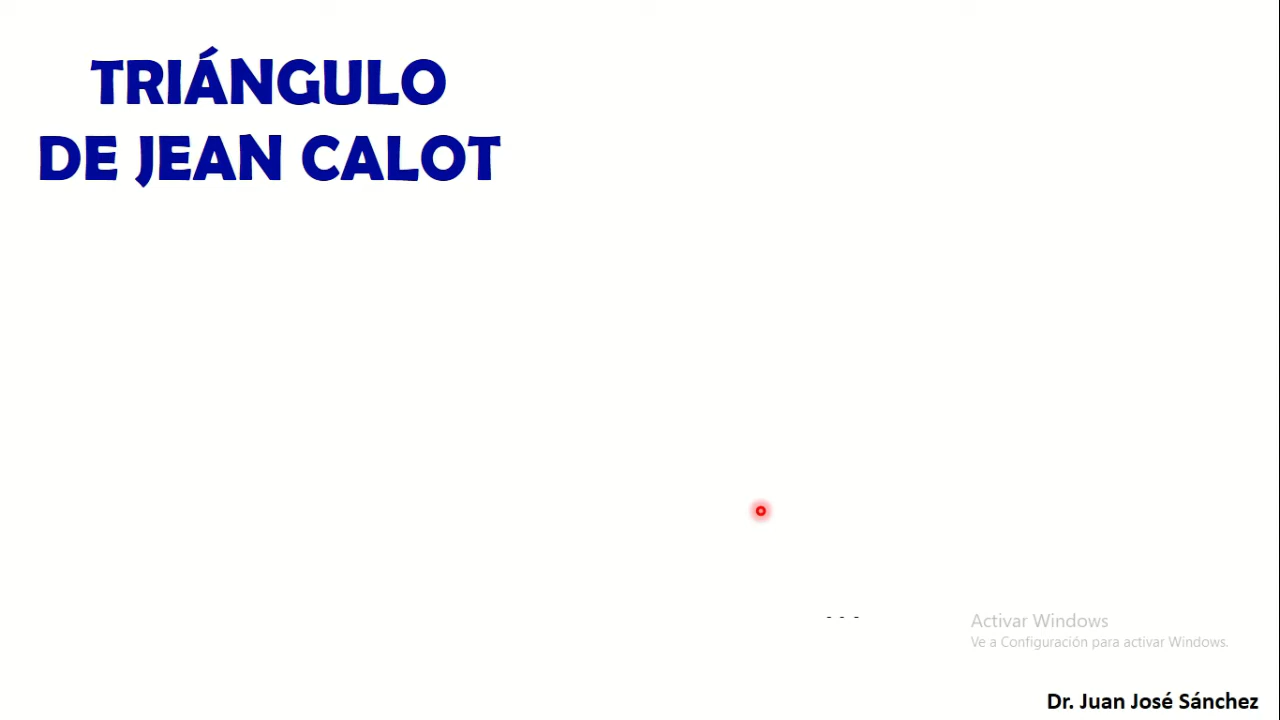 TRIÁNGULO
DE JEAN CALOT
- - -
Activar Windows
Ve a Configuración para activar Windows.
Dr. Juan José Sánchez